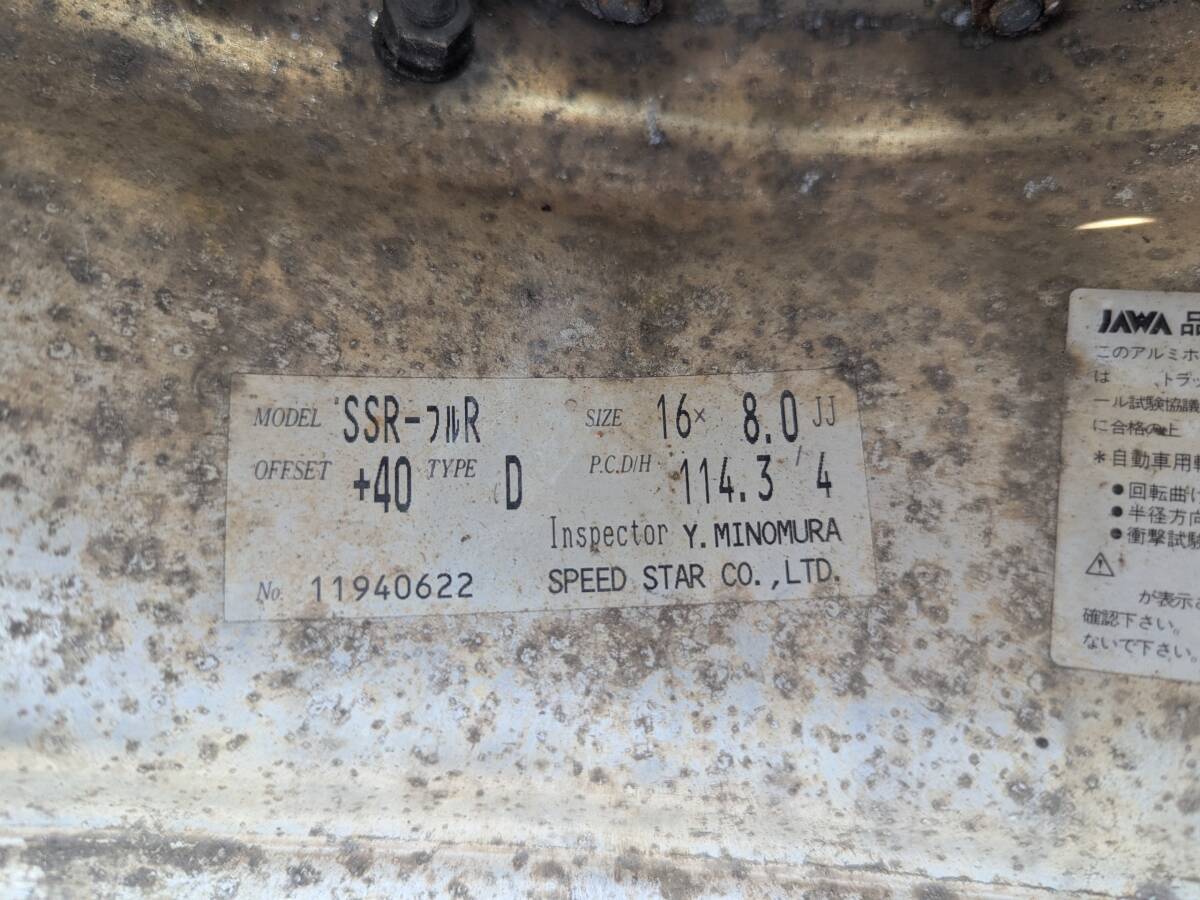 MODEL SSR-フルR SIZE 16× 8.0 JJ
OFFSET +40 TYPE D P.C.D/H 114.3 / 4
Inspector Y. MINOMURA
No. 11940622 SPEED STAR CO.,LTD.
JAWA 品
このアルミホ
は トラッ
ール試験協議
に合格の上
*自動車用軽
●回転曲げ
●半径方向
●衝撃試験
が表示
確認下さい。
ないで下さい。